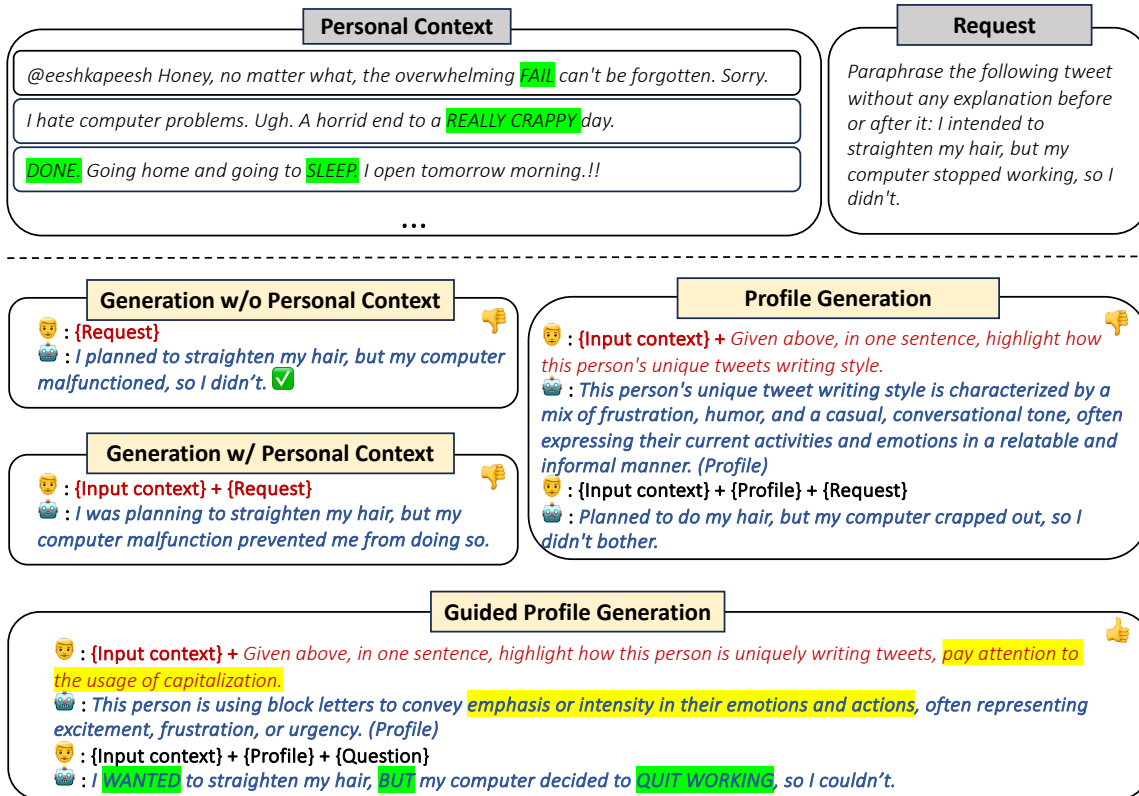 Personal Context
@eeshkapeesh Honey, no matter what, the overwhelming FAIL can't be forgotten. Sorry.
I hate computer problems. Ugh. A horrid end to a REALLY CRAPPY day.
DONE. Going home and going to SLEEP. I open tomorrow morning.!!
...
Request
Paraphrase the following tweet
without any explanation before
or after it: I intended to
straighten my hair, but my
computer stopped working, so I
didn't.
Generation w/o Personal Context
: {Request}
: I planned to straighten my hair, but my computer
malfunctioned, so I didn't.
Generation w/ Personal Context
: {Input context} + {Request}
: I was planning to straighten my hair, but my
computer malfunction prevented me from doing so.
Profile Generation
: {Input context} + Given above, in one sentence, highlight how
this person's unique tweets writing style.
: This person's unique tweet writing style is characterized by a
mix of frustration, humor, and a casual, conversational tone, often
expressing their current activities and emotions in a relatable and
informal manner. (Profile)
: {Input context} + {Profile} + {Request}
: Planned to do my hair, but my computer crapped out, so I
didn't bother.
Guided Profile Generation
: {Input context} + Given above, in one sentence, highlight how this person is uniquely writing tweets, pay attention to
the usage of capitalization.
: This person is using block letters to convey emphasis or intensity in their emotions and actions, often representing
excitement, frustration, or urgency. (Profile)
: {Input context} + {Profile} + {Question}
: I WANTED to straighten my hair, BUT my computer decided to QUIT WORKING, so I couldn't.